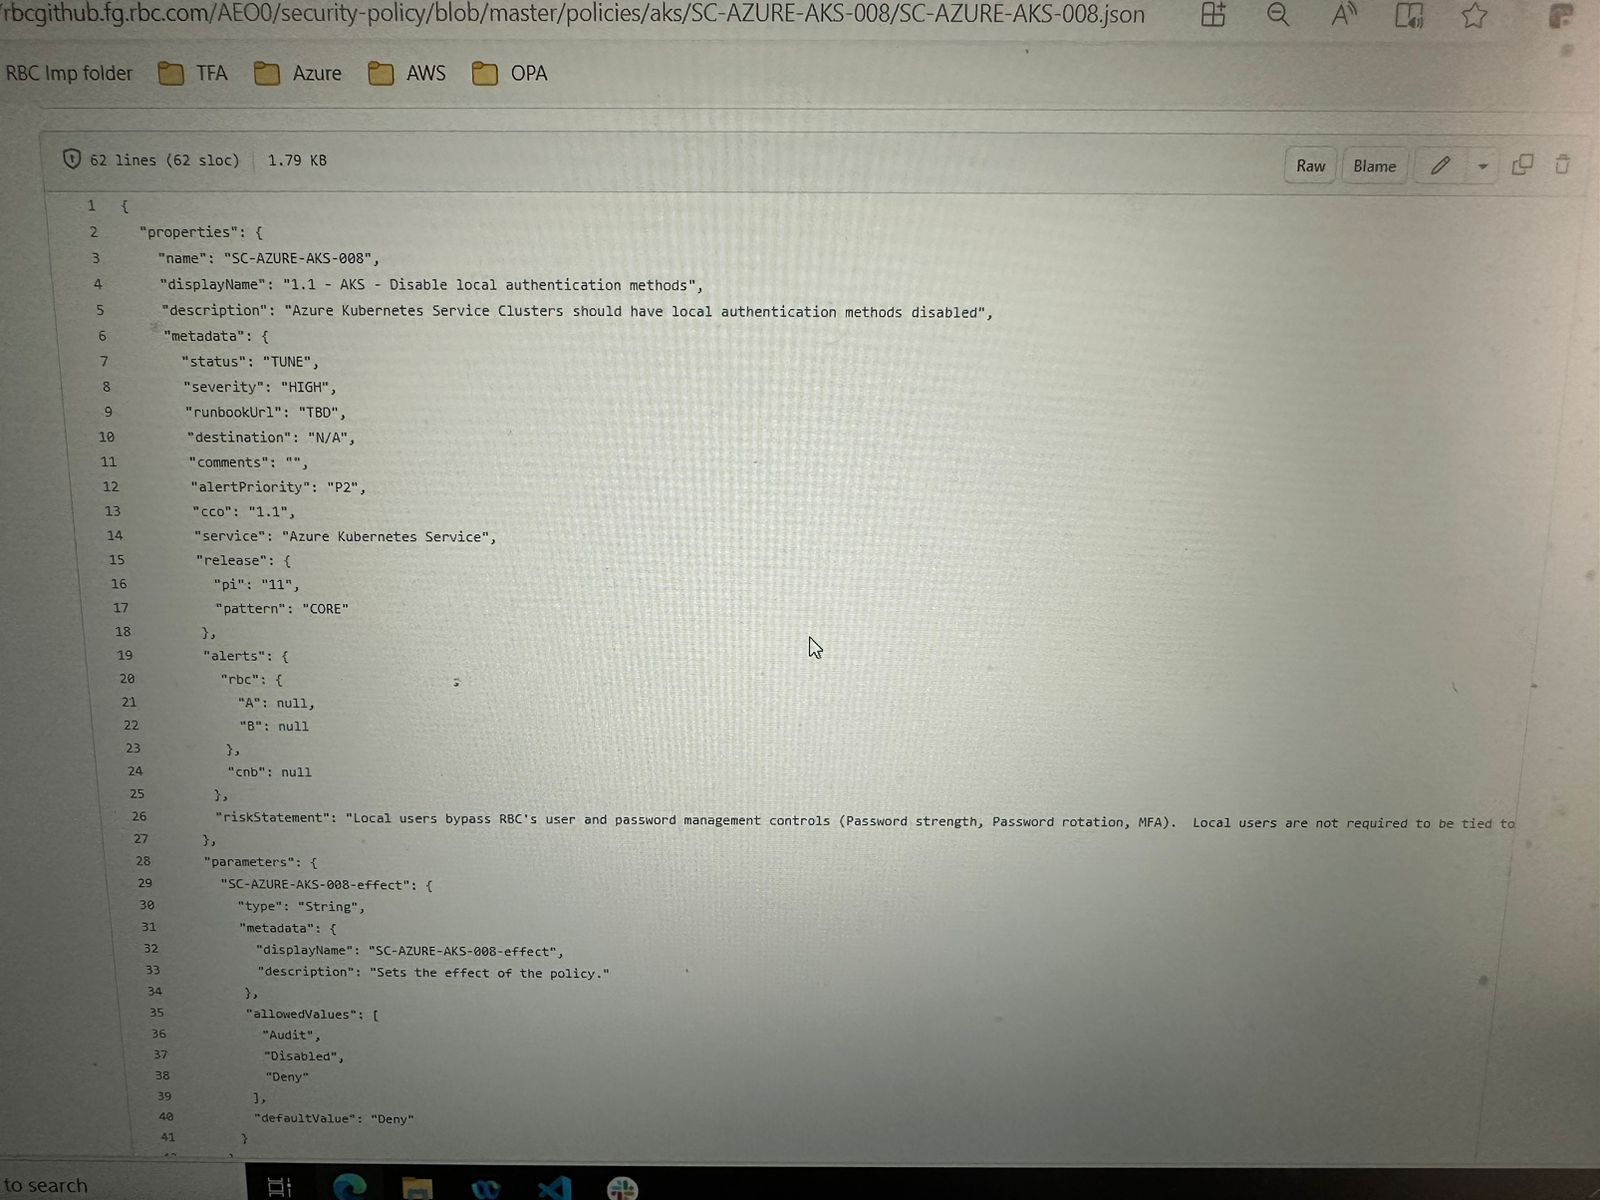 rbcgithub.fg.rbc.com/AEO0/security-policy/blob/master/policies/aks/SC-AZURE-AKS-008/SC-AZURE-AKS-008.json
RBC Imp folder TFA Azure AWS OPA
62 lines (62 sloc) 1.79 KB Raw Blame
1 {
2 "properties": {
3 "name": "SC-AZURE-AKS-008",
4 "displayName": "1.1 - AKS - Disable local authentication methods",
5 "description": "Azure Kubernetes Service Clusters should have local authentication methods disabled",
6 "metadata": {
7 "status": "TUNE",
8 "severity": "HIGH",
9 "runbookUrl": "TBD",
10 "destination": "N/A",
11 "comments": "",
12 "alertPriority": "P2",
13 "cco": "1.1",
14 "service": "Azure Kubernetes Service",
15 "release": {
16 "pi": "11",
17 "pattern": "CORE"
18 },
19 "alerts": {
20 "rbc": {
21 "A": null,
22 "B": null
23 },
24 "cnb": null
25 },
26 "riskStatement": "Local users bypass RBC's user and password management controls (Password strength, Password rotation, MFA).  Local users are not required to be tied to
27 },
28 "parameters": {
29 "SC-AZURE-AKS-008-effect": {
30 "type": "String",
31 "metadata": {
32 "displayName": "SC-AZURE-AKS-008-effect",
33 "description": "Sets the effect of the policy."
34 },
35 "allowedValues": [
36 "Audit",
37 "Disabled",
38 "Deny"
39 ],
40 "defaultValue": "Deny"
41 }
to search